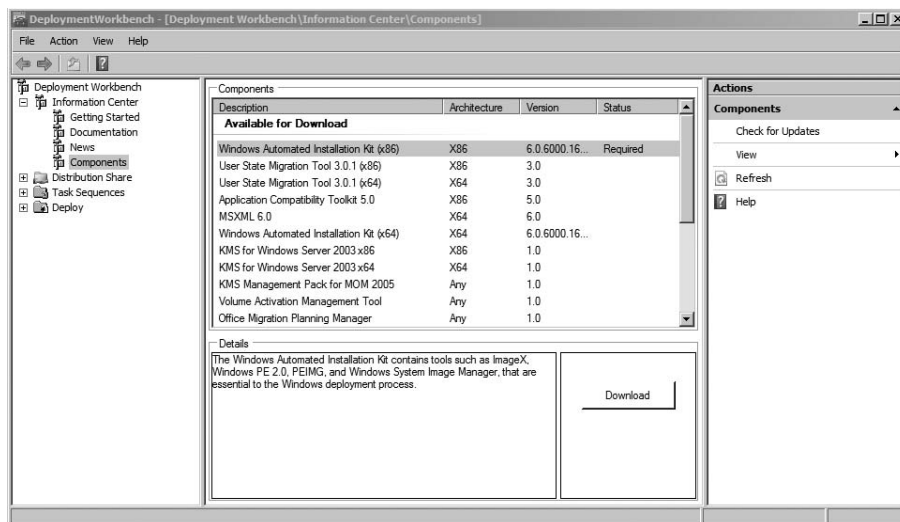 DeploymentWorkbench - [Deployment Workbench\Information Center\Components]
File Action View Help
Deployment Workbench
Information Center
Getting Started
Documentation
News
Components
Distribution Share
Task Sequences
Deploy
Components
Description Architecture Version Status
Available for Download
Windows Automated Installation Kit (x86) X86 6.0.6000.16... Required
User State Migration Tool 3.0.1 (x86) X86 3.0
User State Migration Tool 3.0.1 (x64) X64 3.0
Application Compatibility Toolkit 5.0 X86 5.0
MSXML 6.0 X64 6.0
Windows Automated Installation Kit (x64) X64 6.0.6000.16...
KMS for Windows Server 2003 x86 X86 1.0
KMS for Windows Server 2003 x64 X64 1.0
KMS Management Pack for MOM 2005 Any 1.0
Volume Activation Management Tool Any 1.0
Office Migration Planning Manager Any 1.0
Details
The Windows Automated Installation Kit contains tools such as ImageX,
Windows PE 2.0, PEIMG, and Windows System Image Manager, that are
essential to the Windows deployment process.
Download
Actions
Components
Check for Updates
View
Refresh
Help